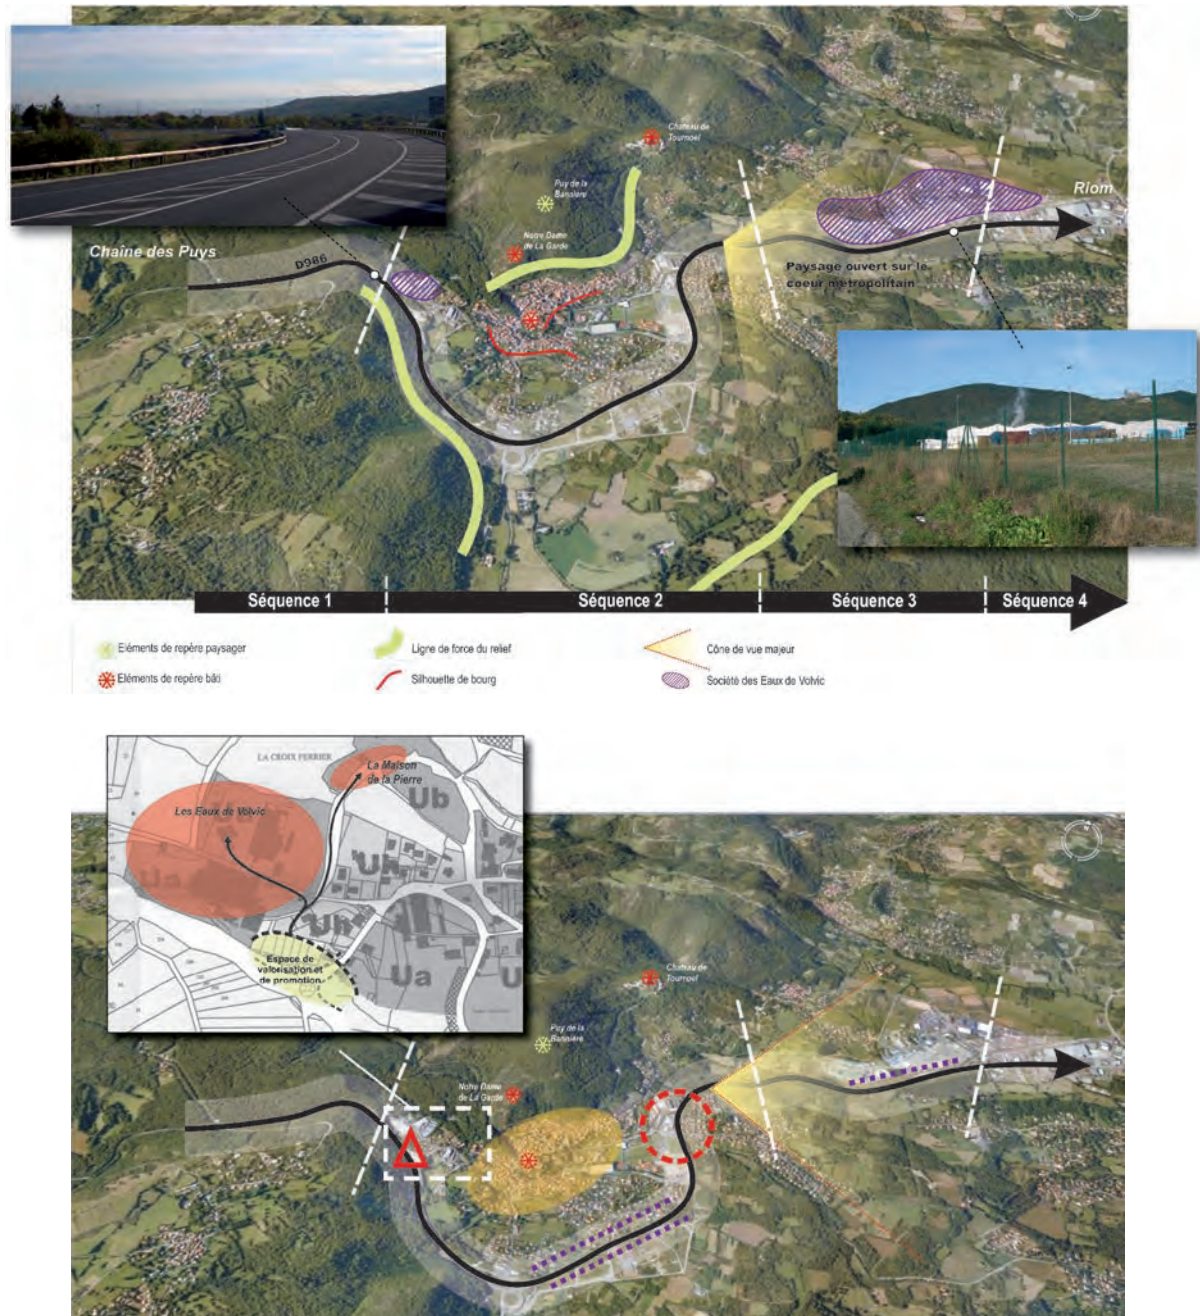 Château de
Tournoël
Puy de la
Bannière
Riom
Notre Dame
de La Garde
Chaîne des Puys
D986
Paysage ouvert sur le
coeur métropolitain
Séquence 1
Séquence 2
Séquence 3
Séquence 4
Eléments de repère paysager
Ligne de force du relief
Cône de vue majeur
Eléments de repère bâti
Silhouette de bourg
Société des Eaux de Volvic
LA CROIX FERRIER
La Maison
de la Pierre
Ub
Les Eaux de Volvic
Ua
Uh
Uh
Espace de
valorisation et
de promotion
Ua
U
Château de
Tournoël
Puy de la
Bannière
Notre Dame
de La Garde